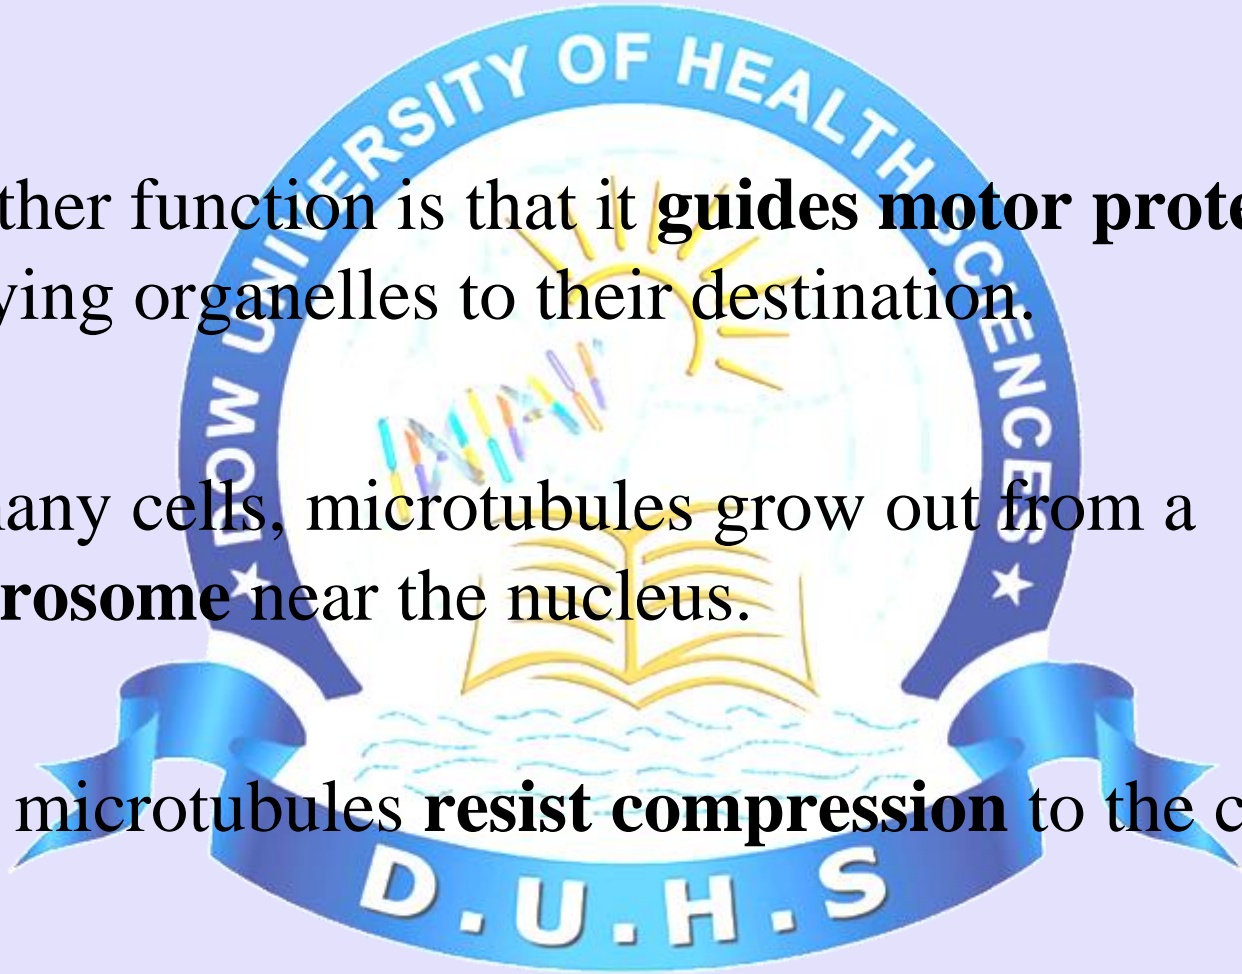 DOW UNIVERSITY OF HEALTH SCIENCES
ther function is that it guides motor prote
ying organelles to their destination.
any cells, microtubules grow out from a
rosome near the nucleus.
microtubules resist compression to the c
D.U.H.S